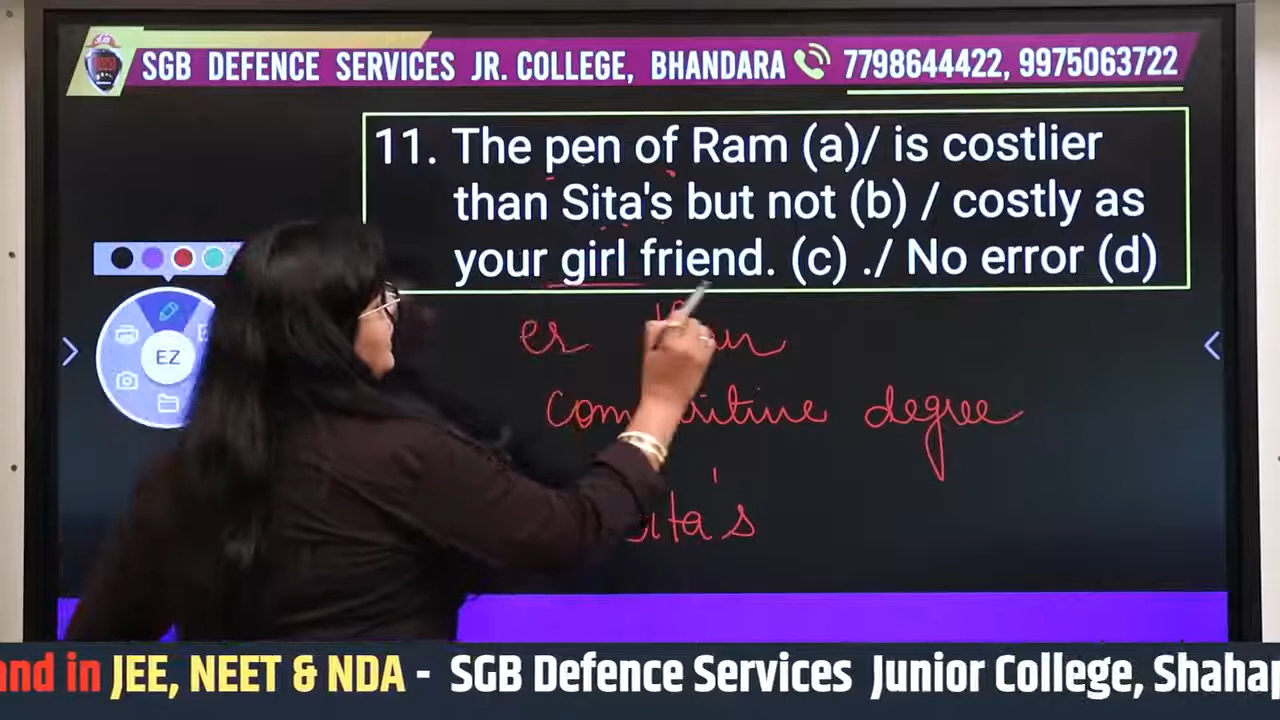 SGB DEFENCE SERVICES JR. COLLEGE, BHANDARA 7798644422, 9975063722
11. The pen of Ram (a)/ is costlier
than Sita's but not (b) / costly as
your girl friend. (c) ./ No error (d)
EZ
er
degree
and in JEE, NEET & NDA - SGB Defence Services Junior College,